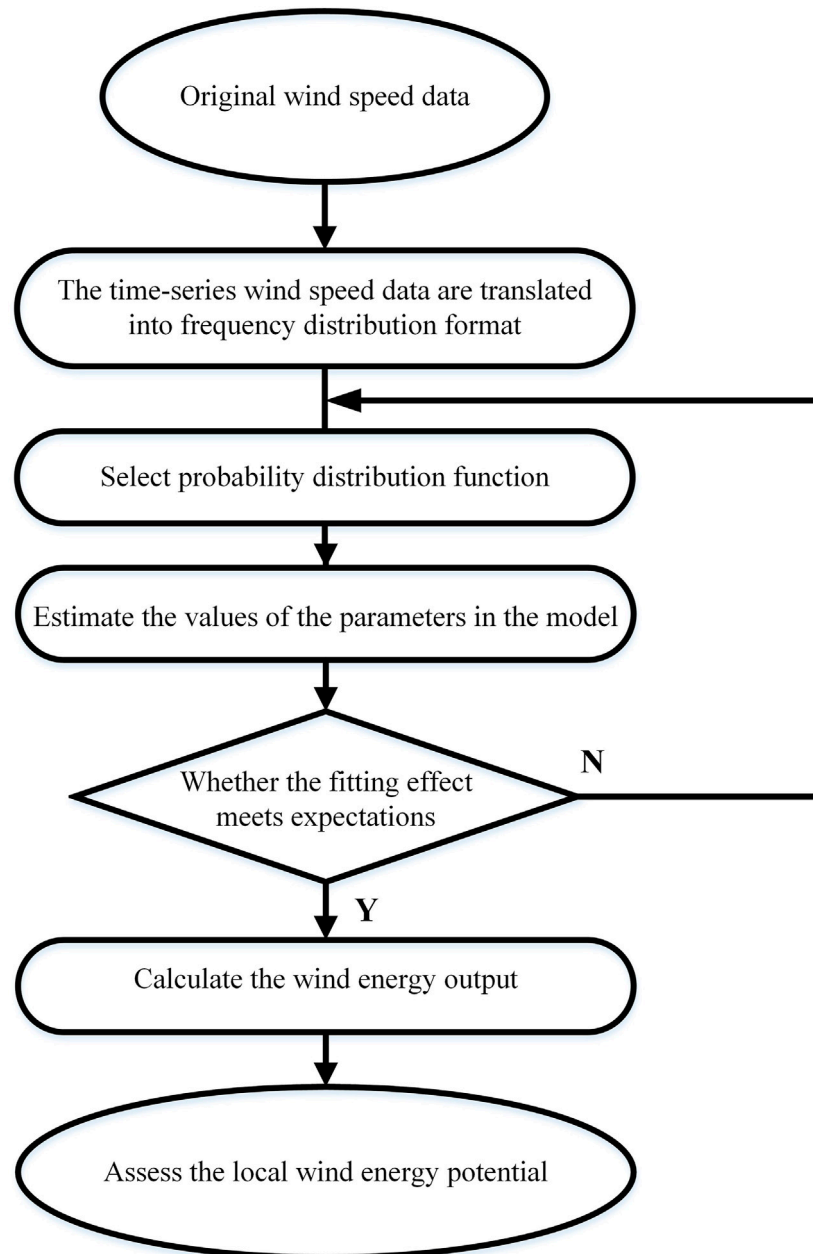 Original wind speed data
The time-series wind speed data are translated
into frequency distribution format
Select probability distribution function
Estimate the values of the parameters in the model
Whether the fitting effect
meets expectations
N
Y
Calculate the wind energy output
Assess the local wind energy potential